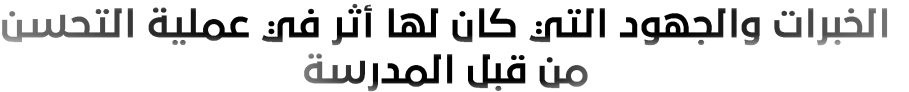 الخبرات والجهود التي كان لها أثر في عملية التحسن
من قبل المدرسة